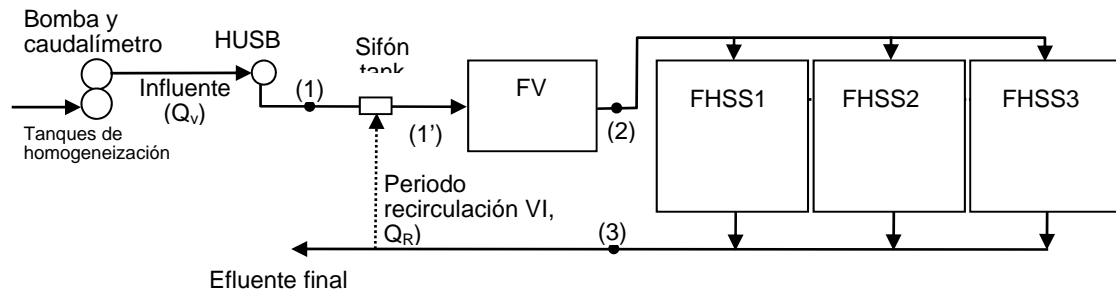 Bomba y
caudalímetro
HUSB
Influente
(Qv)
Tanques de
homogeneización
(1)
Sifón
tank
(1')
FV
(2)
FHSS1
FHSS2
FHSS3
Periodo
recirculación VI,
QR)
(3)
Efluente final